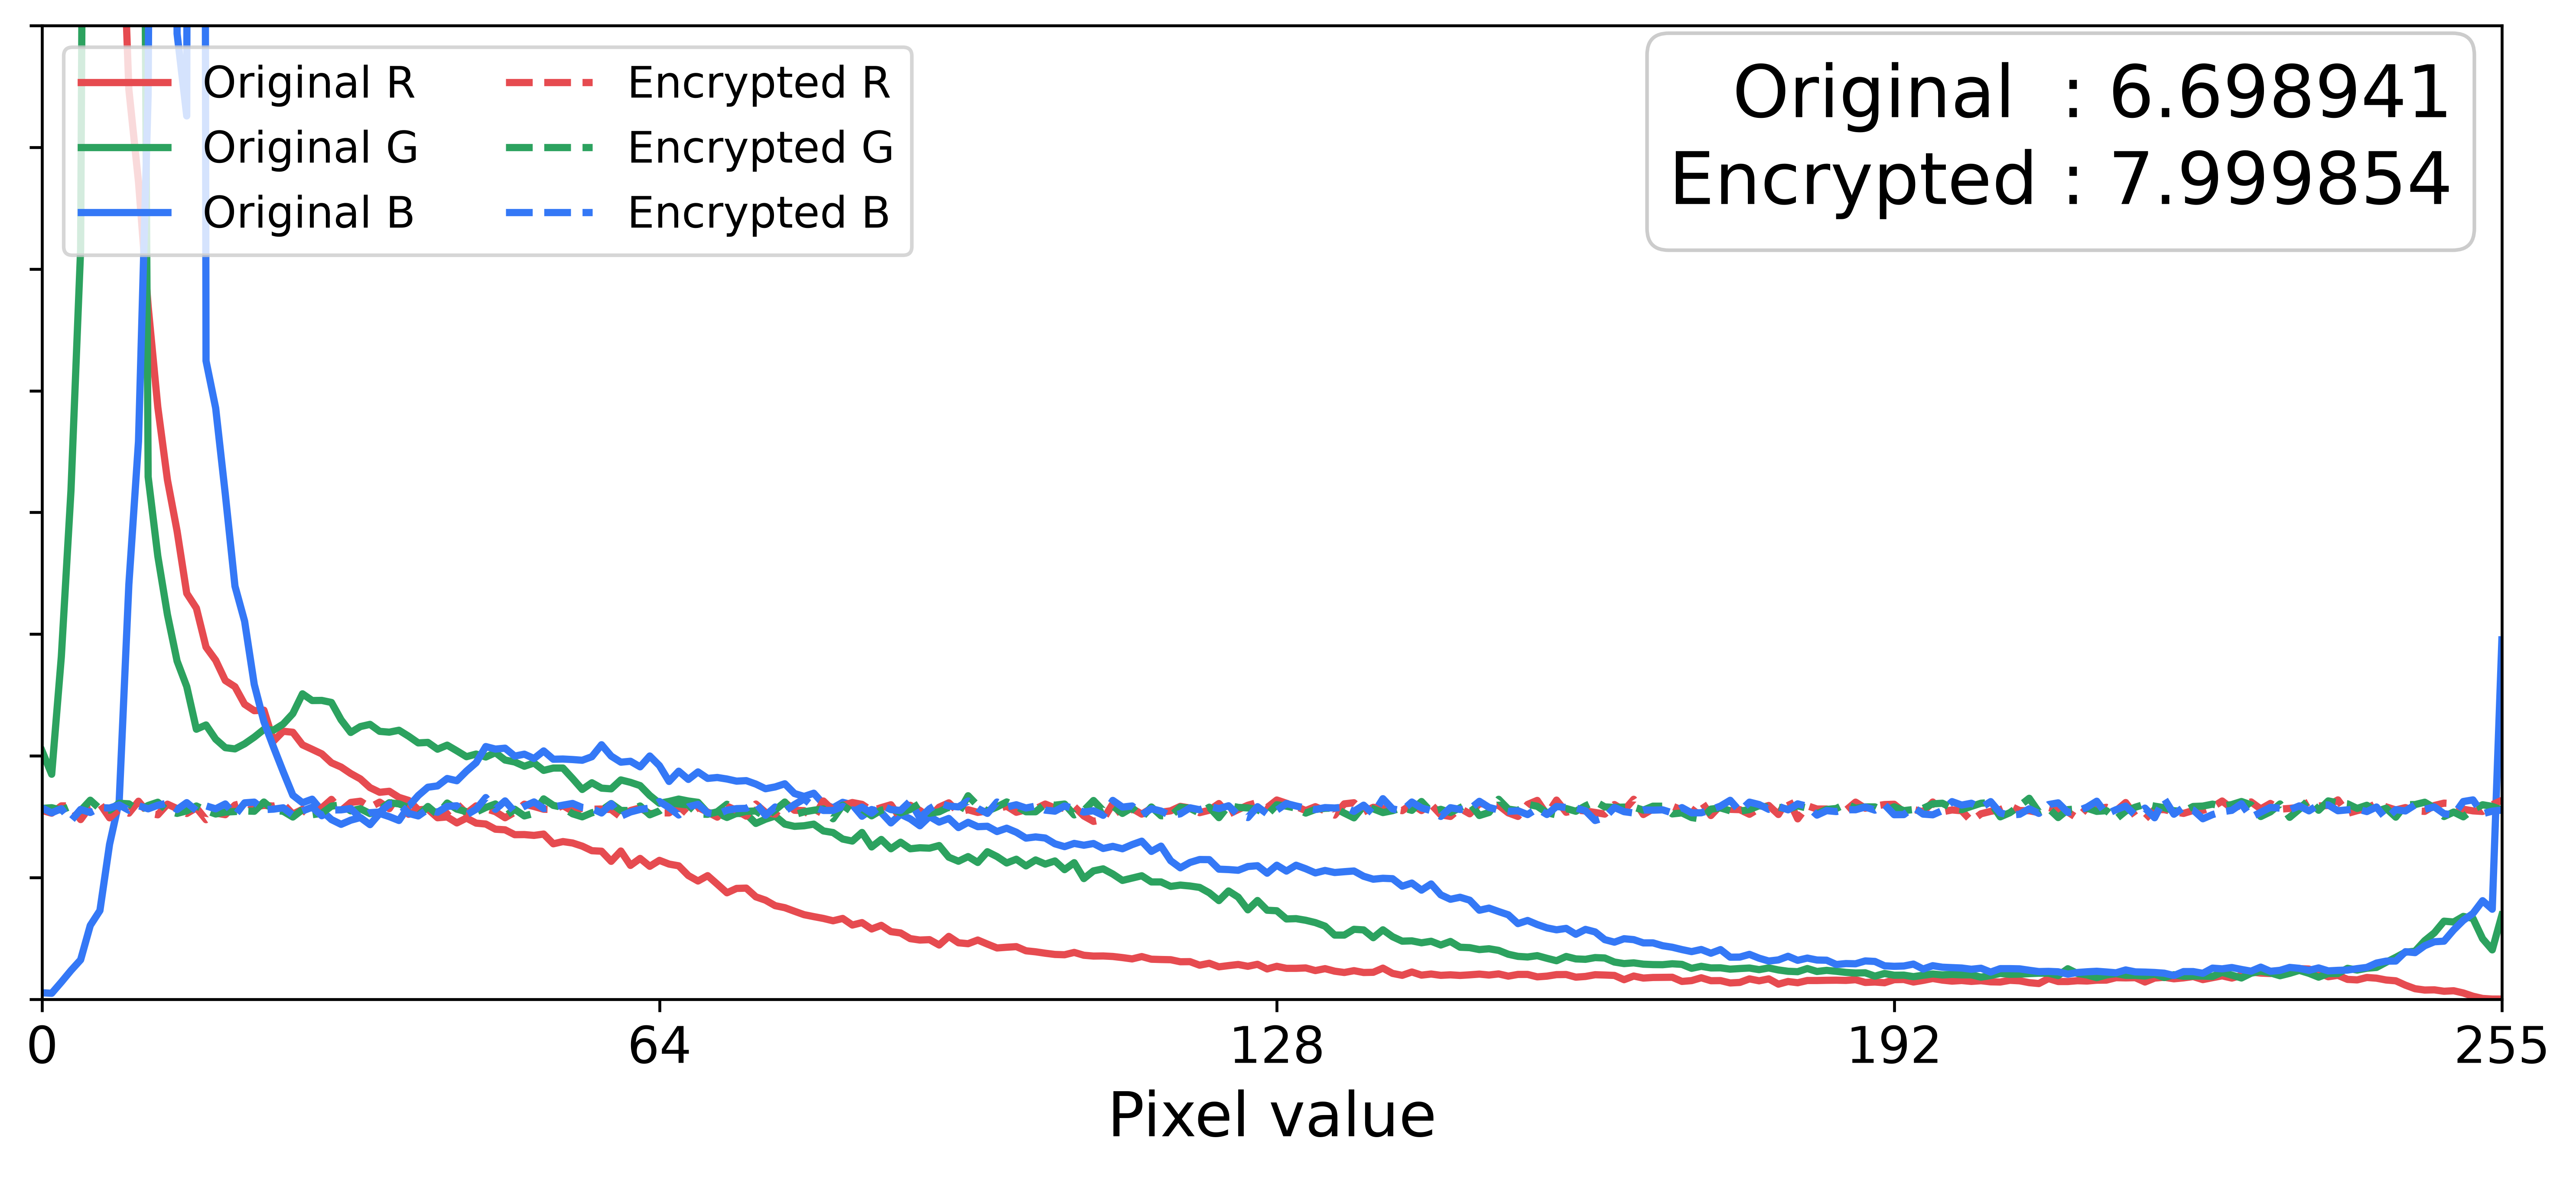 Original R
Original G
Original B
Encrypted R
Encrypted G
Encrypted B
Original : 6.698941
Encrypted : 7.999854
0
64
128
192
255
Pixel value